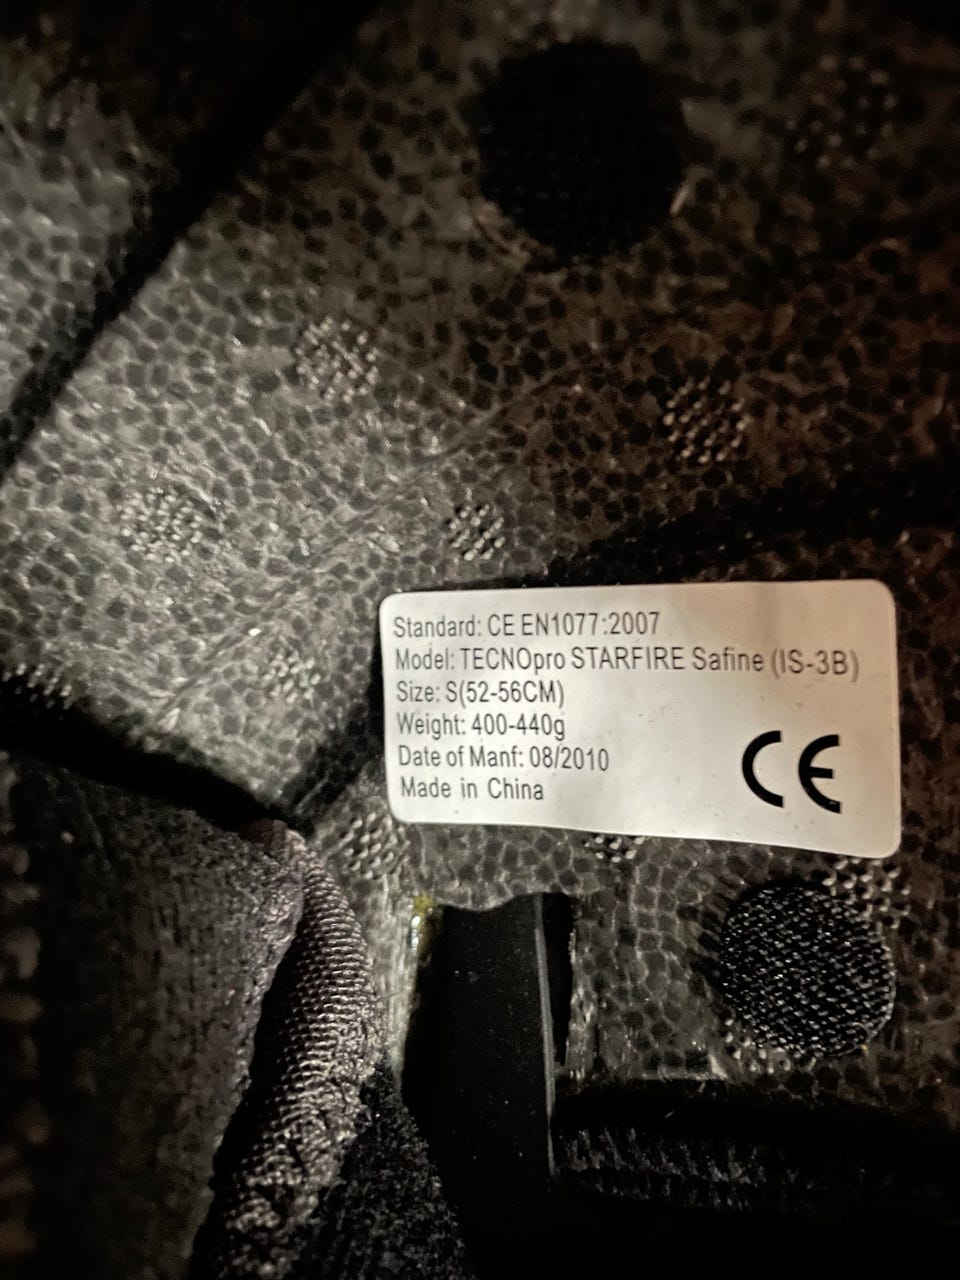 Standard: CE EN1077:2007
Model: TECNOpro STARFIRE Safine (IS-3B)
Size: S(52-56CM)
Weight: 400-440g
Date of Manf: 08/2010
Made in China
CE